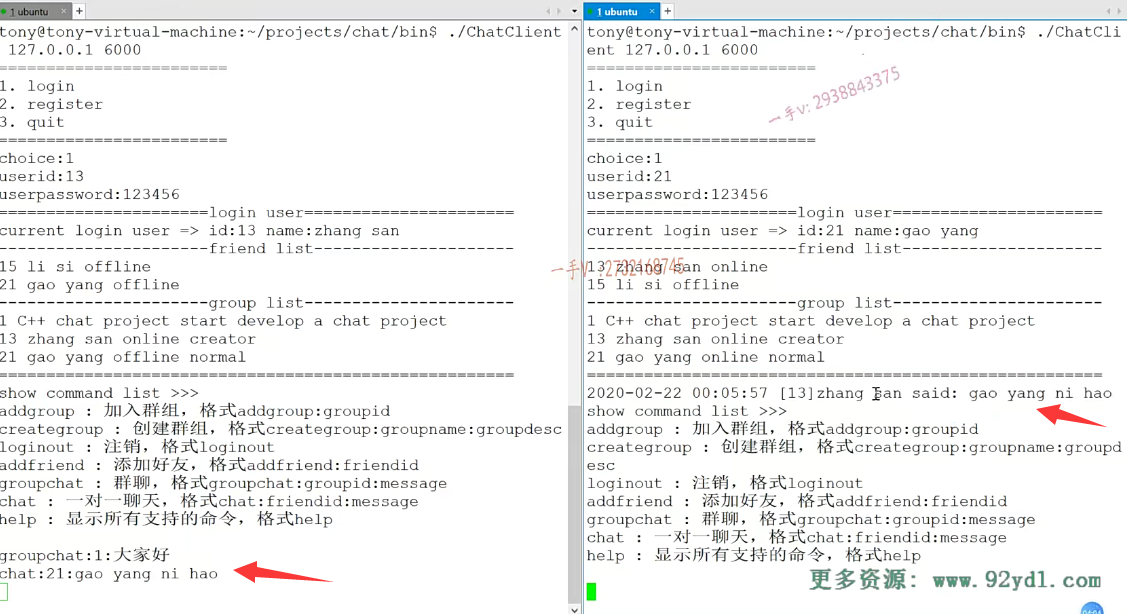 1 ubuntu
tony@tony-virtual-machine:~/projects/chat/bin$ ./ChatClient
127.0.0.1 6000
========================
1. login
2. register
3. quit
========================
choice:1
userid:13
userpassword:123456
======================login user======================
current login user => id:13 name:zhang san
----------------------friend list---------------------
15 li si offline
21 gao yang offline
----------------------group list----------------------
1 C++ chat project start develop a chat project
13 zhang san online creator
21 gao yang offline normal
======================================================
show command list >>>
addgroup : 加入群组，格式addgroup:groupid
creategroup : 创建群组，格式creategroup:groupname:groupdesc
loginout : 注销，格式loginout
addfriend : 添加好友，格式addfriend:friendid
groupchat : 群聊，格式groupchat:groupid:message
chat : 一对一聊天，格式chat:friendid:message
help : 显示所有支持的命令，格式help
groupchat:1:大家好
chat:21:gao yang ni hao
1 ubuntu
tony@tony-virtual-machine:~/projects/chat/bin$ ./ChatCli
ent 127.0.0.1 6000
========================
1. login
2. register
3. quit
========================
choice:1
userid:21
userpassword:123456
======================login user======================
current login user => id:21 name:gao yang
----------------------friend list---------------------
13 zhang san online
15 li si offline
----------------------group list----------------------
1 C++ chat project start develop a chat project
13 zhang san online creator
21 gao yang online normal
======================================================
2020-02-22 00:05:57 [13]zhang san said: gao yang ni hao
show command list >>>
addgroup : 加入群组，格式addgroup:groupid
creategroup : 创建群组，格式creategroup:groupname:groupd
esc
loginout : 注销，格式loginout
addfriend : 添加好友，格式addfriend:friendid
groupchat : 群聊，格式groupchat:groupid:message
chat : 一对一聊天，格式chat:friendid:message
help : 显示所有支持的命令，格式help
一手v: 2938843375
一手V :2702168745
更多资源: www.92yd1.com